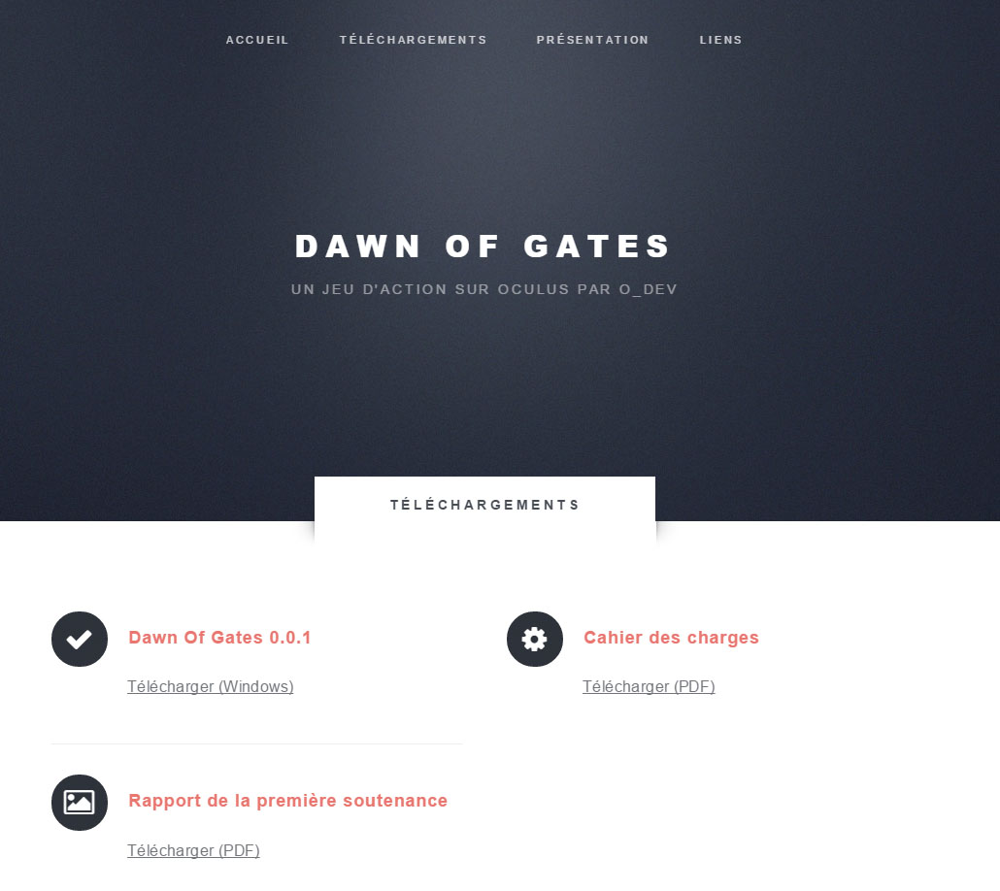 ACCUEIL TÉLÉCHARGEMENTS PRÉSENTATION LIENS
DAWN OF GATES
UN JEU D'ACTION SUR OCULUS PAR O_DEV
TÉLÉCHARGEMENTS
Dawn Of Gates 0.0.1
Télécharger (Windows)
Cahier des charges
Télécharger (PDF)
Rapport de la première soutenance
Télécharger (PDF)